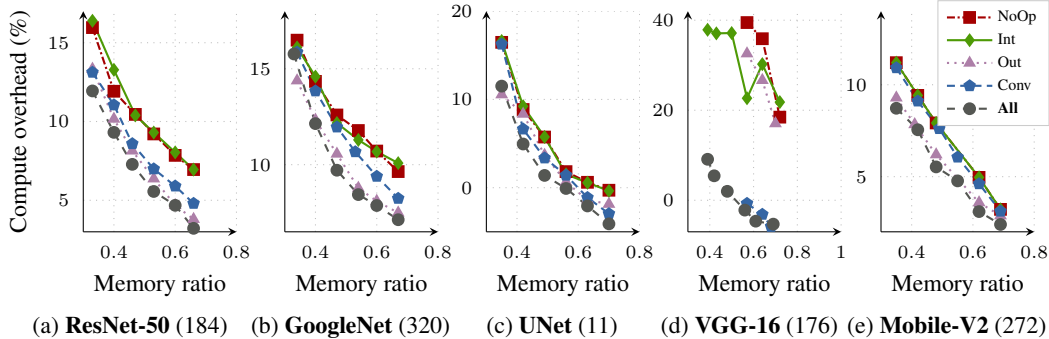 Compute overhead (%)
15
10
5
0.4 0.6 0.8
Memory ratio
(a) ResNet-50 (184)
15
10
0.4 0.6 0.8
Memory ratio
(b) GoogleNet (320)
20
10
0
0.4 0.6 0.8
Memory ratio
(c) UNet (11)
40
20
0
0.4 0.6 0.8 1
Memory ratio
(d) VGG-16 (176)
10
5
0.4 0.6 0.8
Memory ratio
(e) Mobile-V2 (272)
NoOp
Int
Out
Conv
All